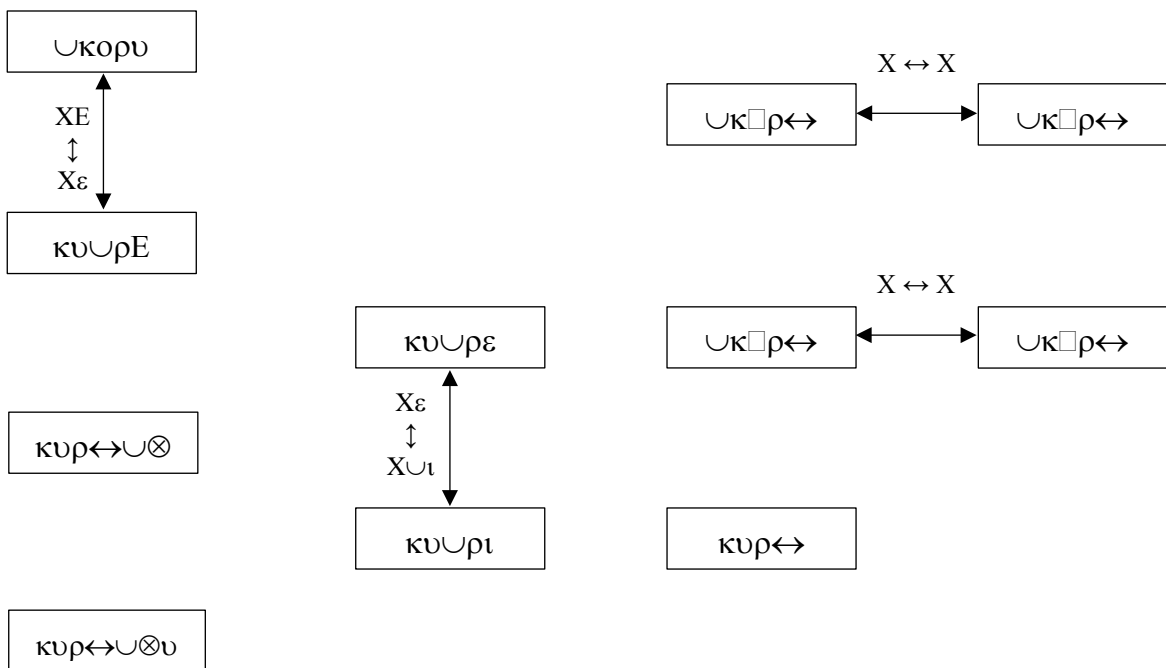 ∪κορυ
X ↔ X
XE
↕
Xε
∪κ□ρ↔
∪κ□ρ↔
κυ∪ρE
X ↔ X
κυ∪ρε
∪κ□ρ↔
∪κ□ρ↔
Xε
↕
X∪ι
κυρ↔∪⊗
κυ∪ρι
κυρ↔
κυρ↔∪⊗υ